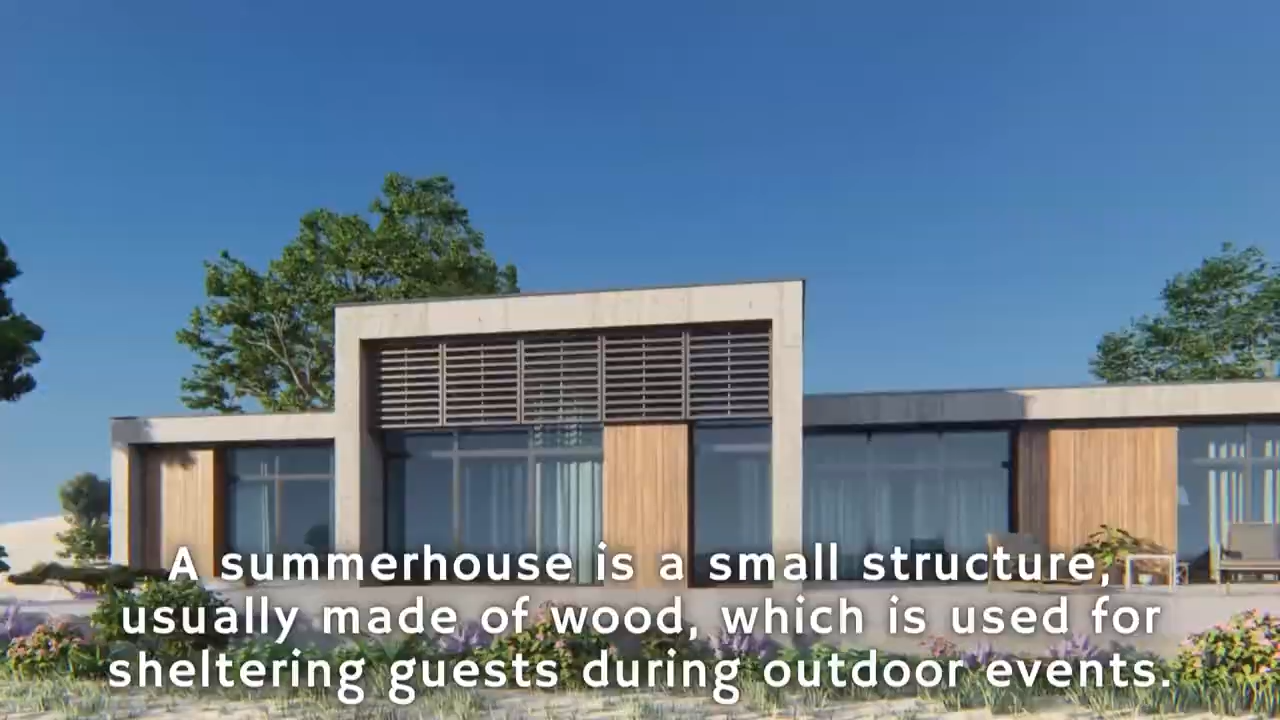 A summerhouse is a small structure,
usually made of wood, which is used for
sheltering guests during outdoor events.